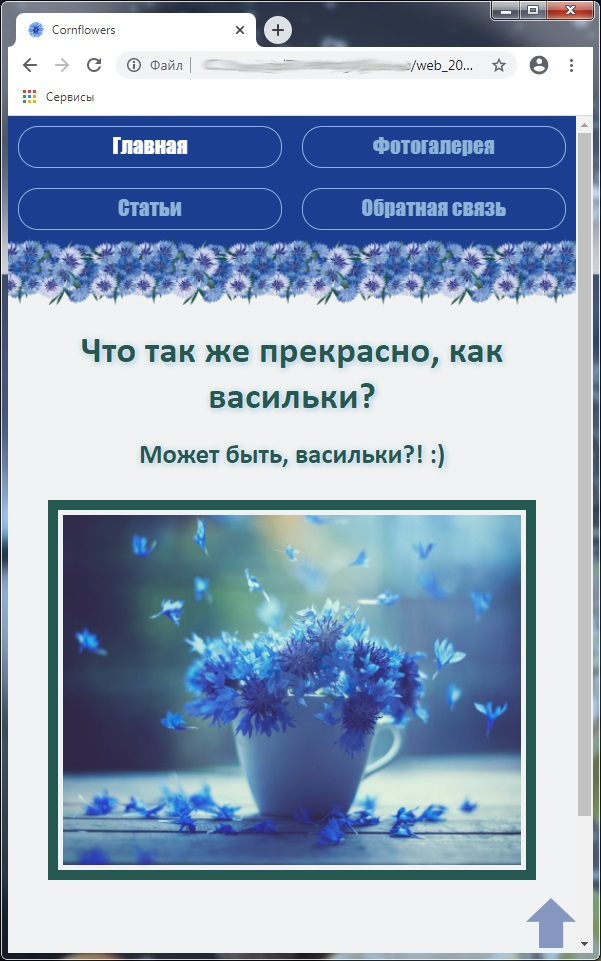 Cornflowers
Файл /web_20...
Сервисы
Главная Фотогалерея
Статьи Обратная связь
Что так же прекрасно, как
васильки?
Может быть, васильки?! :)